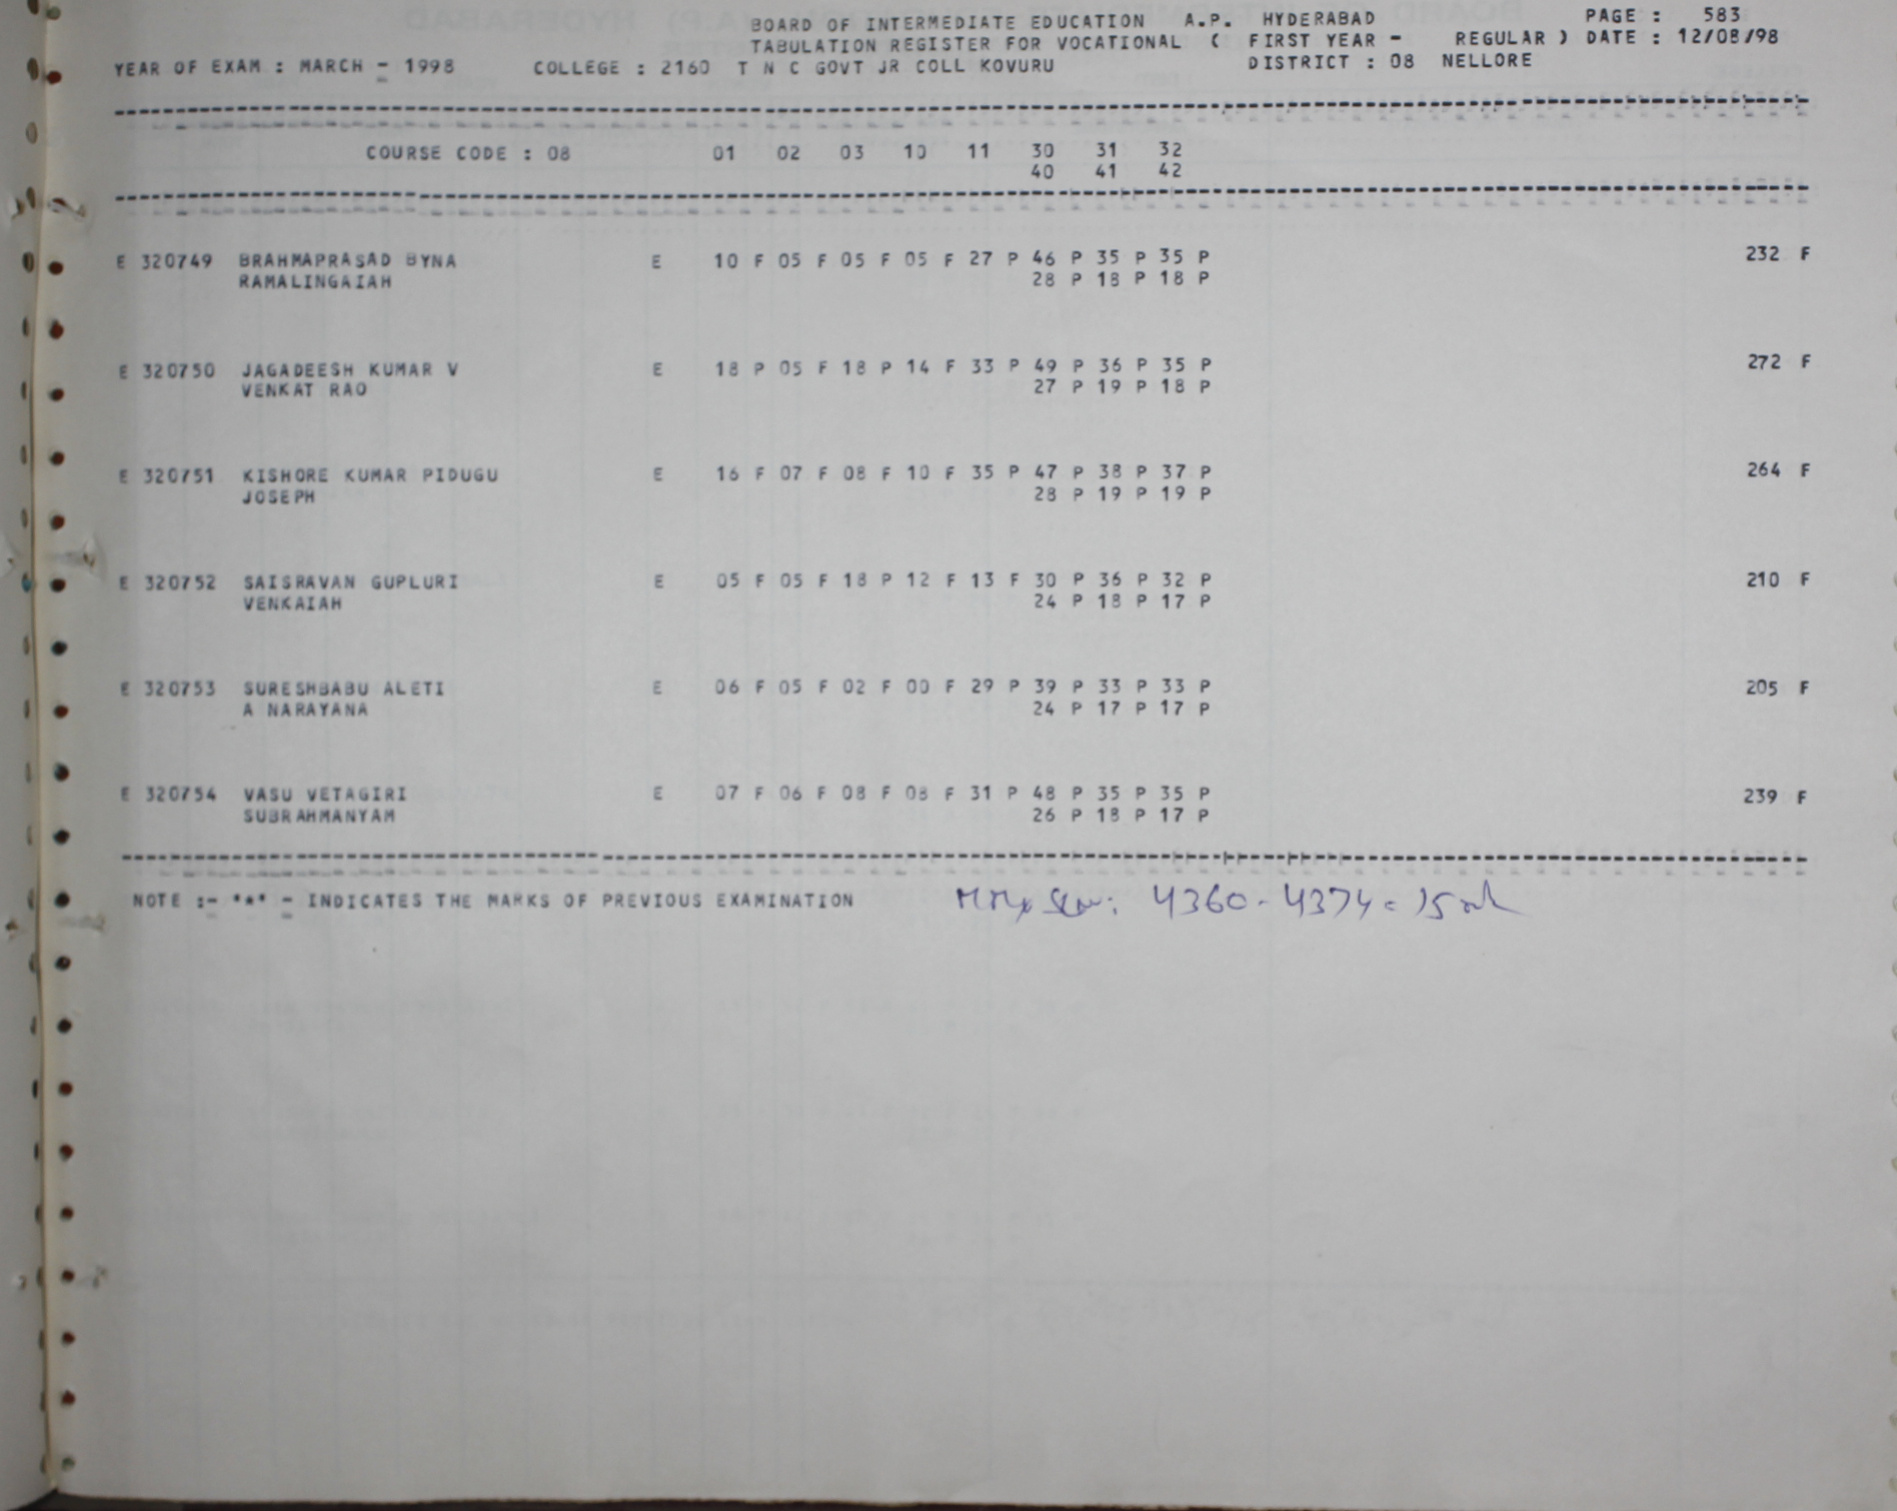 BOARD OF INTERMEDIATE EDUCATION A.P. HYDERABAD PAGE : 583
TABULATION REGISTER FOR VOCATIONAL ( FIRST YEAR - REGULAR ) DATE : 12/08/98
YEAR OF EXAM : MARCH - 1998 COLLEGE : 2160 T N C GOVT JR COLL KOVURU DISTRICT : 08 NELLORE
COURSE CODE : 08 01 02 03 10 11 30 31 32
40 41 42
E 320749 BRAHMAPRASAD BYNA E 10 F 05 F 05 F 05 F 27 P 46 P 35 P 35 P 232 F
RAMALINGAIAH 28 P 18 P 18 P
E 320750 JAGADEESH KUMAR V E 18 P 05 F 18 P 14 F 33 P 49 P 36 P 35 P 272 F
VENKAT RAO 27 P 19 P 18 P
E 320751 KISHORE KUMAR PIDUGU E 16 F 07 F 08 F 10 F 35 P 47 P 38 P 37 P 264 F
JOSEPH 28 P 19 P 19 P
E 320752 SAISRAVAN GUPLURI E 05 F 05 F 18 P 12 F 13 F 30 P 36 P 32 P 210 F
VENKAIAH 24 P 18 P 17 P
E 320753 SURESHBABU ALETI E 06 F 05 F 02 F 00 F 29 P 39 P 33 P 33 P 205 F
A NARAYANA 24 P 17 P 17 P
E 320754 VASU VETAGIRI E 07 F 06 F 08 F 08 F 31 P 48 P 35 P 35 P 239 F
SUBRAHMANYAM 26 P 18 P 17 P
NOTE :- "*" - INDICATES THE MARKS OF PREVIOUS EXAMINATION 4360 - 4374 = 15